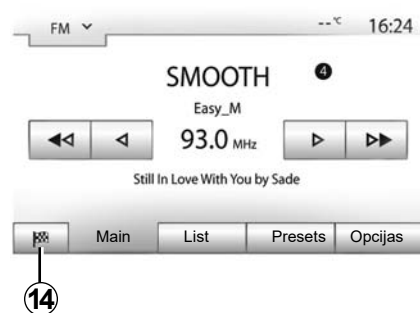 FM --°C 16:24
SMOOTH 4
Easy_M
93.0 MHz
Still In Love With You by Sade
Main List Presets Opcijas
14